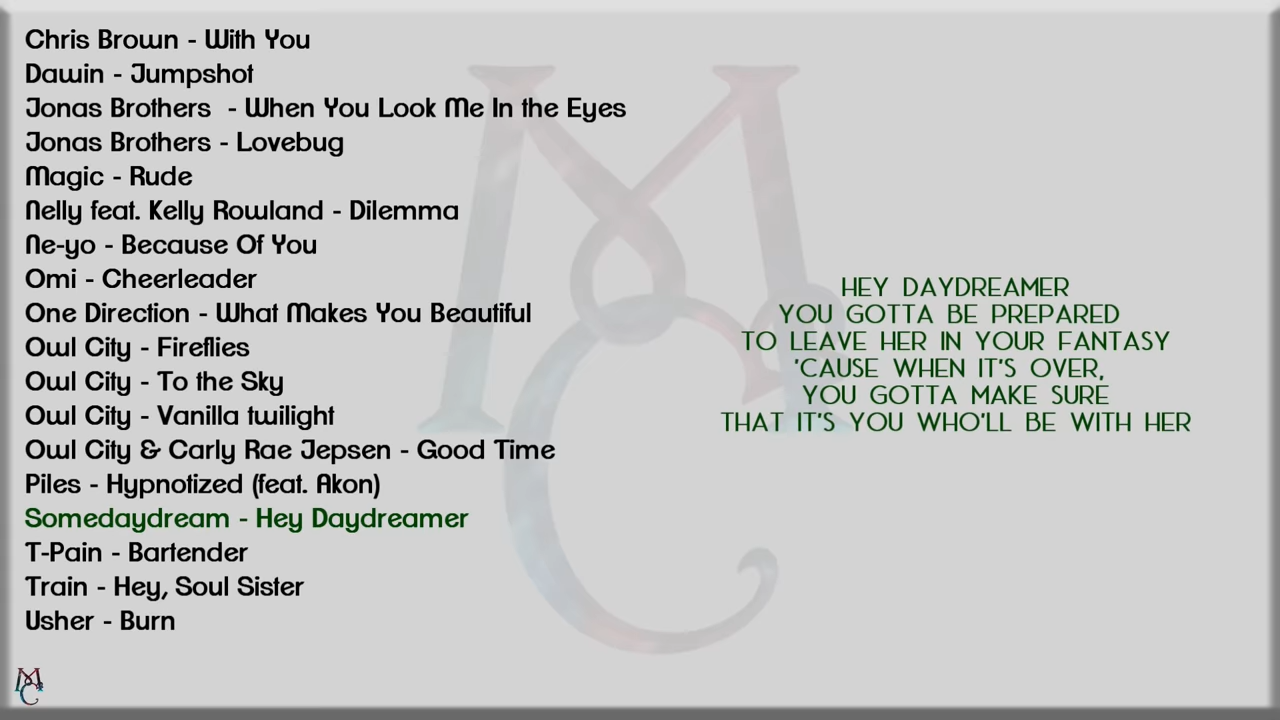 Chris Brown - With You
Dawin - Jumpshot
Jonas Brothers  - When You Look Me In the Eyes
Jonas Brothers - Lovebug
Magic - Rude
Nelly feat. Kelly Rowland - Dilemma
Ne-yo - Because Of You
Omi - Cheerleader
One Direction - What Makes You Beautiful
Owl City - Fireflies
Owl City - To the Sky
Owl City - Vanilla twilight
Owl City & Carly Rae Jepsen - Good Time
Piles - Hypnotized (feat. Akon)
Somedaydream - Hey Daydreamer
T-Pain - Bartender
Train - Hey, Soul Sister
Usher - Burn
HEY DAYDREAMER
YOU GOTTA BE PREPARED
TO LEAVE HER IN YOUR FANTASY
'CAUSE WHEN IT'S OVER,
YOU GOTTA MAKE SURE
THAT IT'S YOU WHO'LL BE WITH HER
MC
MC